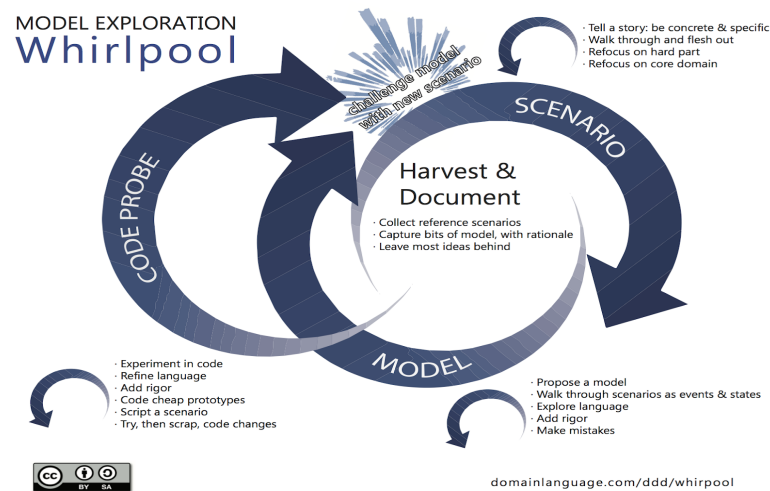 MODEL EXPLORATION
Whirlpool
challenge model
with new scenario
· Tell a story: be concrete & specific
· Walk through and flesh out
· Refocus on hard part
· Refocus on core domain
SCENARIO
CODE PROBE
Harvest &
Document
· Collect reference scenarios
· Capture bits of model, with rationale
· Leave most ideas behind
MODEL
· Experiment in code
· Refine language
· Add rigor
· Code cheap prototypes
· Script a scenario
· Try, then scrap, code changes
· Propose a model
· Walk through scenarios as events & states
· Explore language
· Add rigor
· Make mistakes
cc
BY SA
domainlanguage.com/ddd/whirpool